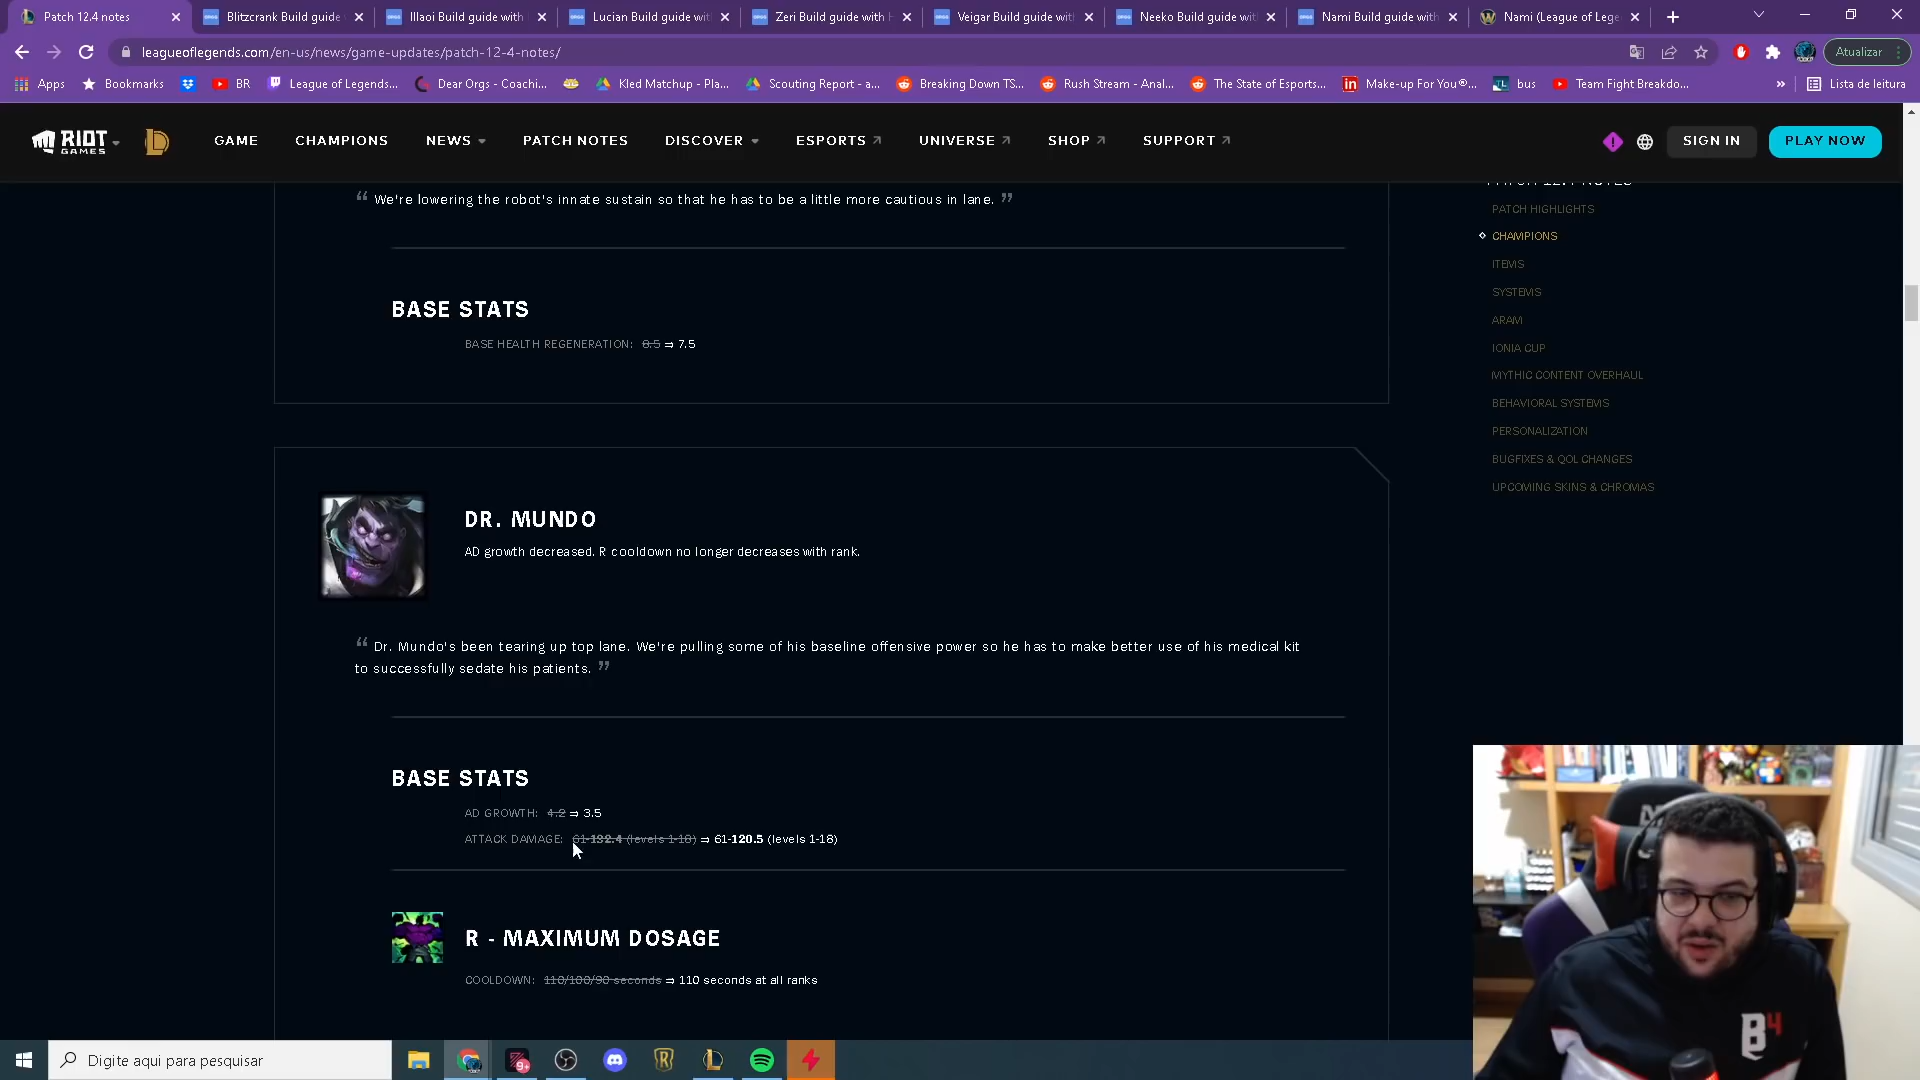 Patch 12.4 notes
Blitzcrank Build guide
Illaoi Build guide with
Lucian Build guide wit
Zeri Build guide with
Veigar Build guide wit
Neeko Build guide wit
Nami Build guide with
Nami (League of Lege
leagueoflegends.com/en-us/news/game-updates/patch-12-4-notes/
Atualizar
Apps
Bookmarks
BR
League of Legends...
Dear Orgs - Coachi...
Kled Matchup - Pla...
Scouting Report - a...
Breaking Down TS...
Rush Stream - Anal...
The State of Esports...
Make-up For You®...
bus
Team Fight Breakdo...
»
Lista de leitura
RIOT GAMES
GAME
CHAMPIONS
NEWS
PATCH NOTES
DISCOVER
ESPORTS
UNIVERSE
SHOP
SUPPORT
SIGN IN
PLAY NOW
“ We're lowering the robot's innate sustain so that he has to be a little more cautious in lane. ”
BASE STATS
BASE HEALTH REGENERATION: 8.5 ⇒ 7.5
DR. MUNDO
AD growth decreased. R cooldown no longer decreases with rank.
“ Dr. Mundo's been tearing up top lane. We're pulling some of his baseline offensive power so he has to make better use of his medical kit
to successfully sedate his patients. ”
BASE STATS
AD GROWTH: 4.2 ⇒ 3.5
ATTACK DAMAGE: 61-132.4 (levels 1-18) ⇒ 61-120.5 (levels 1-18)
R - MAXIMUM DOSAGE
COOLDOWN: 110/100/90 seconds ⇒ 110 seconds at all ranks
PATCH 12.4 NOTES
PATCH HIGHLIGHTS
CHAMPIONS
ITEMS
SYSTEMS
ARAM
IONIA CUP
MYTHIC CONTENT OVERHAUL
BEHAVIORAL SYSTEMS
PERSONALIZATION
BUGFIXES & QOL CHANGES
UPCOMING SKINS & CHROMAS
B4
Digite aqui para pesquisar
9+